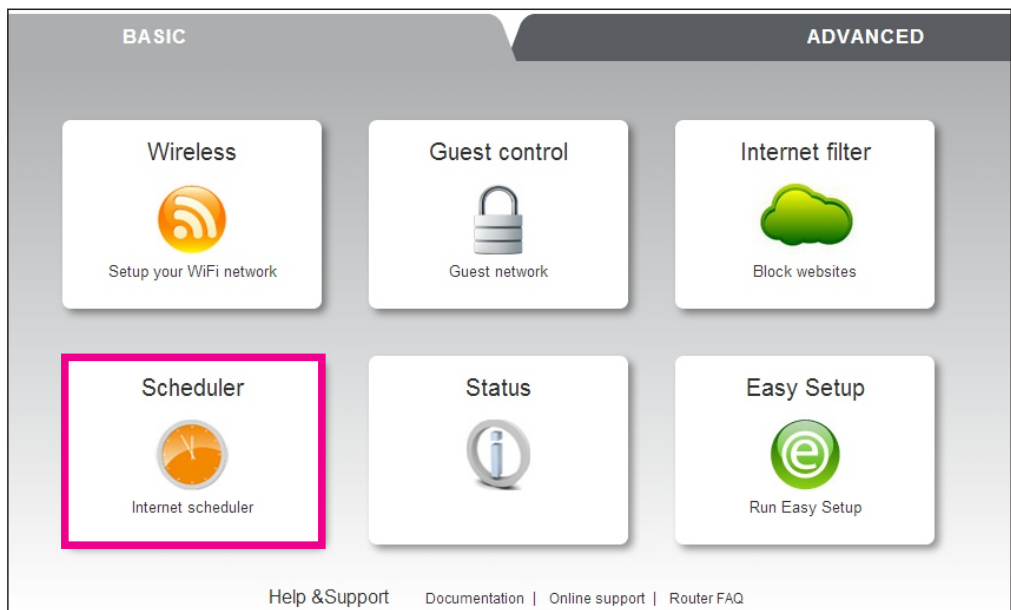 BASIC ADVANCED
Wireless Guest control Internet filter
Setup your WiFi network Guest network Block websites
Scheduler Status Easy Setup
e
Internet scheduler Run Easy Setup
Help &Support Documentation | Online support | Router FAQ